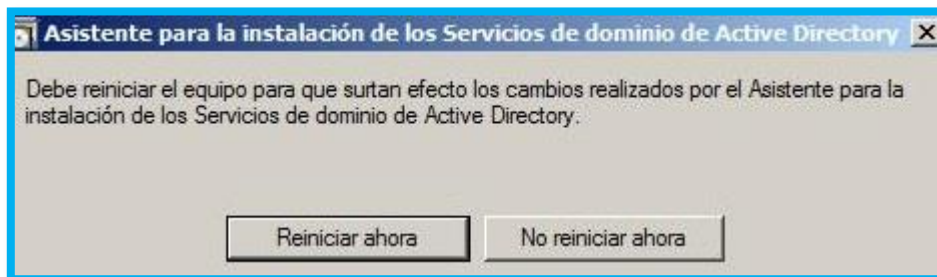 Asistente para la instalación de los Servicios de dominio de Active Directory
Debe reiniciar el equipo para que surtan efecto los cambios realizados por el Asistente para la
instalación de los Servicios de dominio de Active Directory.
Reiniciar ahora No reiniciar ahora